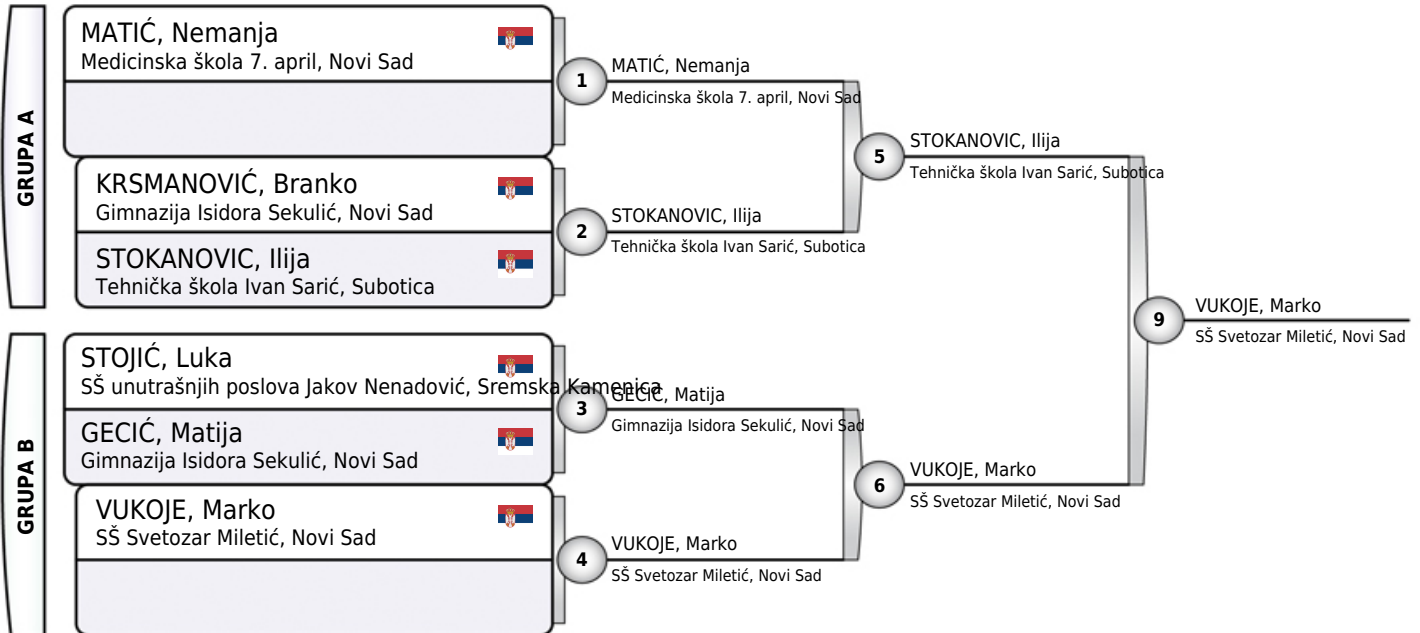 GRUPA A
MATIĆ, Nemanja
Medicinska škola 7. april, Novi Sad
KRSMANOVIĆ, Branko
Gimnazija Isidora Sekulić, Novi Sad
STOKANOVIC, Ilija
Tehnička škola Ivan Sarić, Subotica
GRUPA B
STOJIĆ, Luka
SŠ unutrašnjih poslova Jakov Nenadović, Sremska Kamenica
GECIĆ, Matija
Gimnazija Isidora Sekulić, Novi Sad
VUKOJE, Marko
SŠ Svetozar Miletić, Novi Sad
1
MATIĆ, Nemanja
Medicinska škola 7. april, Novi Sad
2
STOKANOVIC, Ilija
Tehnička škola Ivan Sarić, Subotica
3
GECIĆ, Matija
Gimnazija Isidora Sekulić, Novi Sad
4
VUKOJE, Marko
SŠ Svetozar Miletić, Novi Sad
5
STOKANOVIC, Ilija
Tehnička škola Ivan Sarić, Subotica
6
VUKOJE, Marko
SŠ Svetozar Miletić, Novi Sad
9
VUKOJE, Marko
SŠ Svetozar Miletić, Novi Sad